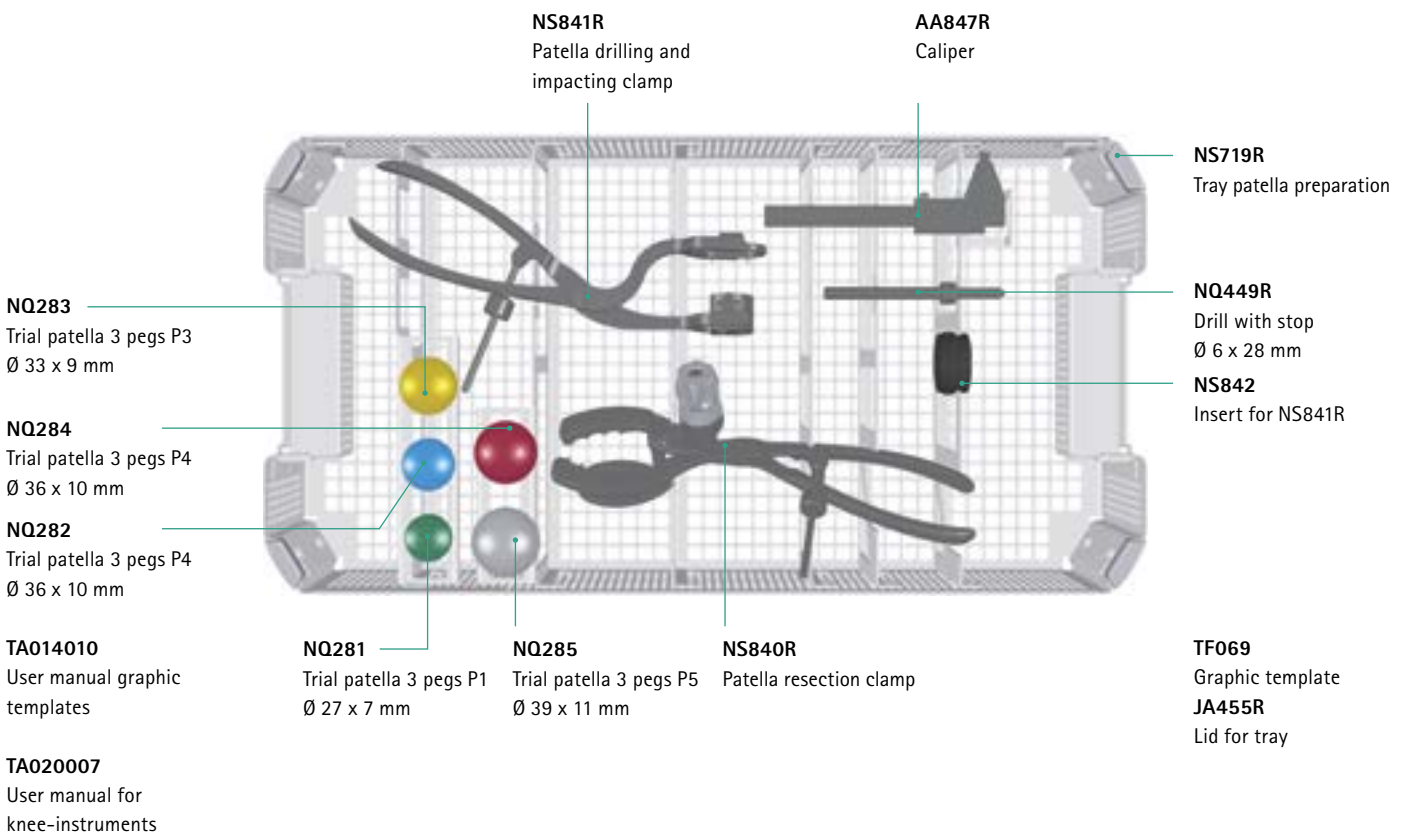 NS841R
Patella drilling and
impacting clamp
AA847R
Caliper
NS719R
Tray patella preparation
NQ283
Trial patella 3 pegs P3
Ø 33 x 9 mm
NQ449R
Drill with stop
Ø 6 x 28 mm
NS842
Insert for NS841R
NQ284
Trial patella 3 pegs P4
Ø 36 x 10 mm
NQ282
Trial patella 3 pegs P4
Ø 36 x 10 mm
TA014010
User manual graphic
templates
NQ281
Trial patella 3 pegs P1
Ø 27 x 7 mm
NQ285
Trial patella 3 pegs P5
Ø 39 x 11 mm
NS840R
Patella resection clamp
TF069
Graphic template
JA455R
Lid for tray
TA020007
User manual for
knee-instruments